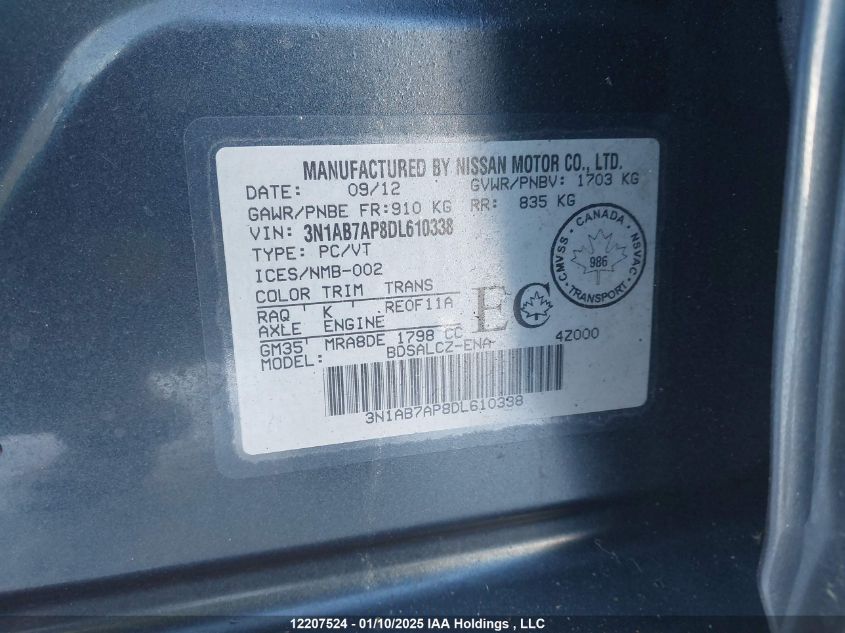 MANUFACTURED BY NISSAN MOTOR CO., LTD.
DATE: 09/12 GVWR/PNBV: 1703 KG
GAWR/PNBE FR:910 KG RR: 835 KG
VIN: 3N1AB7AP8DL610338
TYPE: PC/VT
ICES/NMB-002
COLOR TRIM TRANS
RAQ K REOF11A
AXLE ENGINE
GM35 MRA8DE 1798 CC
MODEL: BDSALCZ-ENA 4Z000
EC
CANADA
CMVSS NSVAC
986
TRANSPORT
3N1AB7AP8DL610338
12207524 - 01/10/2025 IAA Holdings , LLC